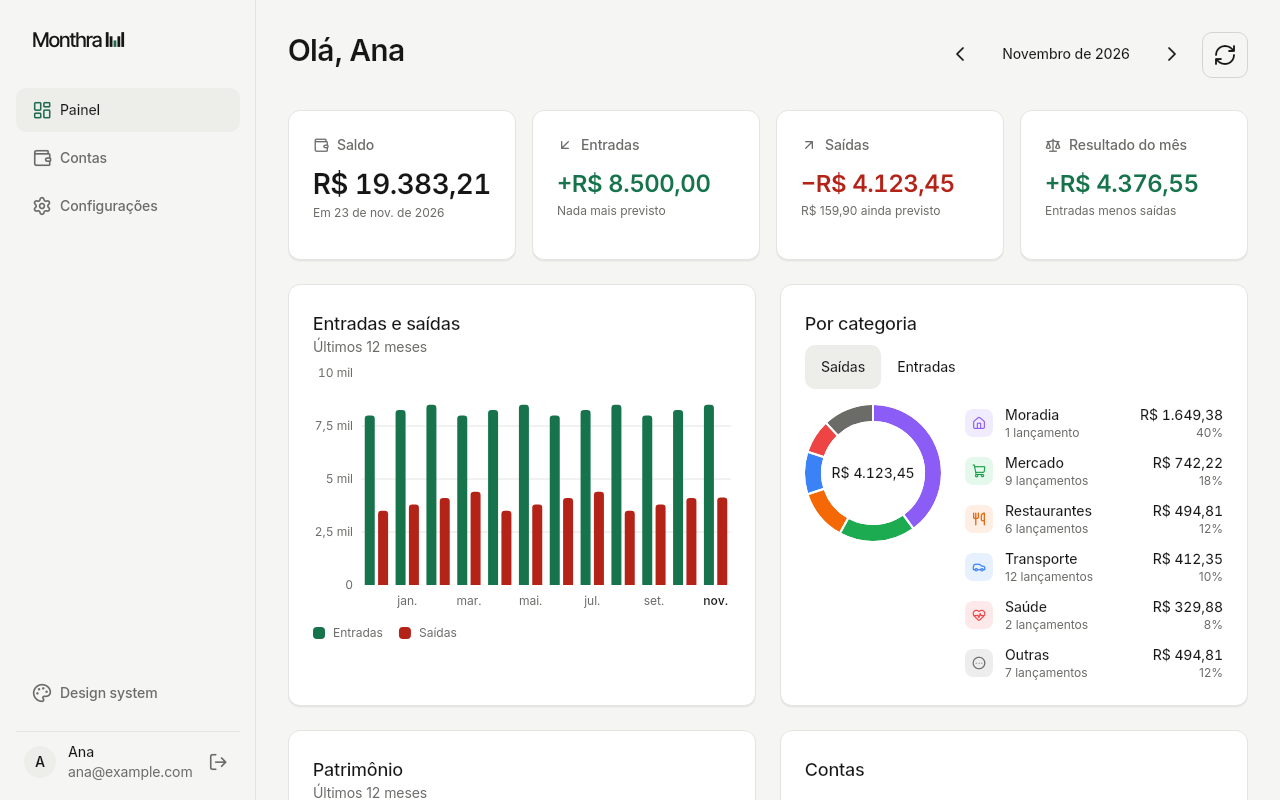 Monthra
Painel
Contas
Configurações
Design system
A
Ana
ana@example.com
Olá, Ana
Novembro de 2026
Saldo
R$ 19.383,21
Em 23 de nov. de 2026
Entradas
+R$ 8.500,00
Nada mais previsto
Saídas
−R$ 4.123,45
R$ 159,90 ainda previsto
Resultado do mês
+R$ 4.376,55
Entradas menos saídas
Entradas e saídas
Últimos 12 meses
10 mil
7,5 mil
5 mil
2,5 mil
0
jan. mar. mai. jul. set. nov.
Entradas Saídas
Por categoria
Saídas Entradas
R$ 4.123,45
Moradia R$ 1.649,38
1 lançamento 40%
Mercado R$ 742,22
9 lançamentos 18%
Restaurantes R$ 494,81
6 lançamentos 12%
Transporte R$ 412,35
12 lançamentos 10%
Saúde R$ 329,88
2 lançamentos 8%
Outras R$ 494,81
7 lançamentos 12%
Patrimônio
Últimos 12 meses
Contas